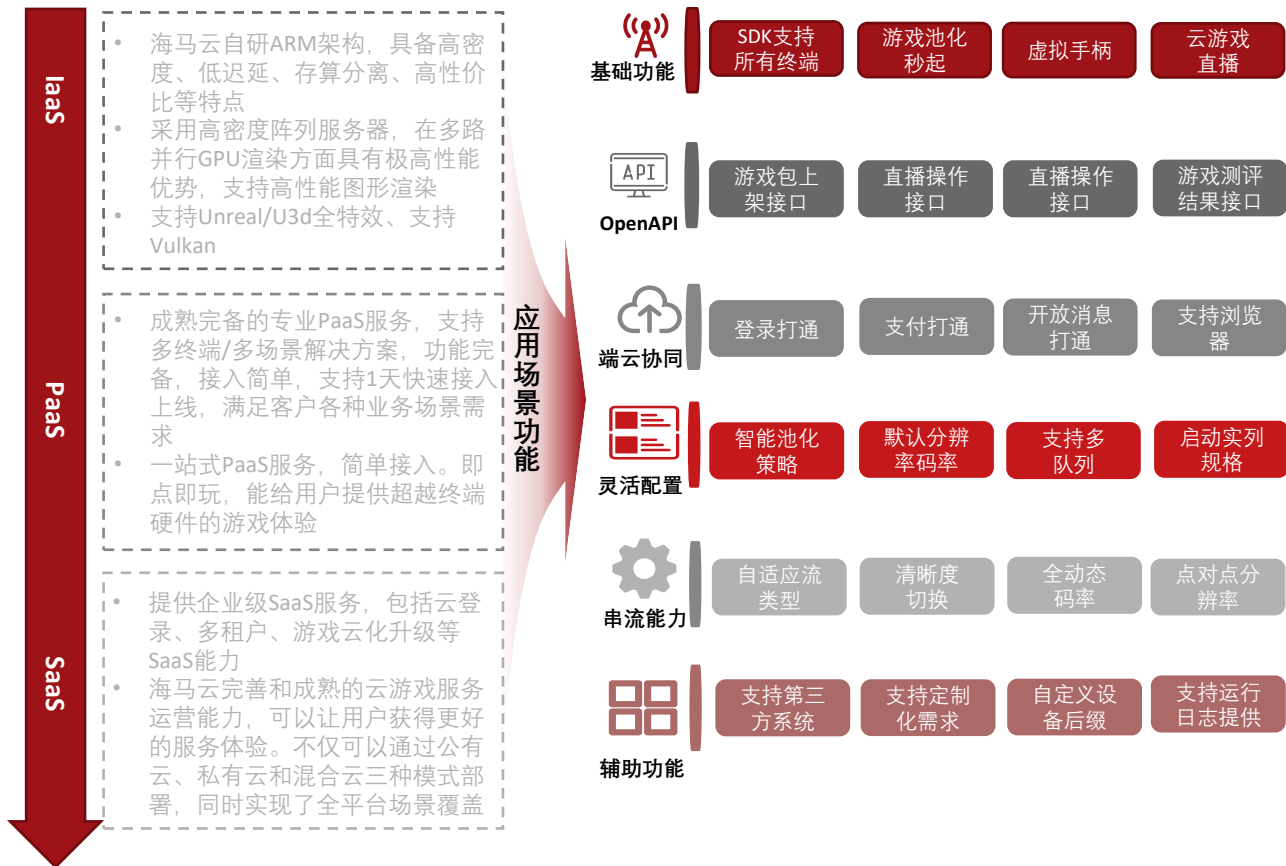 IaaS
• 海马云自研ARM架构，具备高密
度、低迟延、存算分离、高性价
比等特点
• 采用高密度阵列服务器，在多路
并行GPU渲染方面具有极高性能
优势，支持高性能图形渲染
• 支持Unreal/U3d全特效、支持
Vulkan
PaaS
• 成熟完备的专业PaaS服务，支持
多终端/多场景解决方案，功能完
备，接入简单，支持1天快速接入
上线，满足客户各种业务场景需
求
• 一站式PaaS服务，简单接入。即
点即玩，能给用户提供超越终端
硬件的游戏体验
SaaS
• 提供企业级SaaS服务，包括云登
录、多租户、游戏云化升级等
SaaS能力
• 海马云完善和成熟的云游戏服务
运营能力，可以让用户获得更好
的服务体验。不仅可以通过公有
云、私有云和混合云三种模式部
署，同时实现了全平台场景覆盖
应用场景功能
基础功能
SDK支持
所有终端
游戏池化
秒起
虚拟手柄
云游戏
直播
API
OpenAPI
游戏包上
架接口
直播操作
接口
直播操作
接口
游戏测评
结果接口
端云协同
登录打通
支付打通
开放消息
打通
支持浏览
器
灵活配置
智能池化
策略
默认分辨
率码率
支持多
队列
启动实列
规格
串流能力
自适应流
类型
清晰度
切换
全动态
码率
点对点分
辨率
辅助功能
支持第三
方系统
支持定制
化需求
自定义设
备后缀
支持运行
日志提供